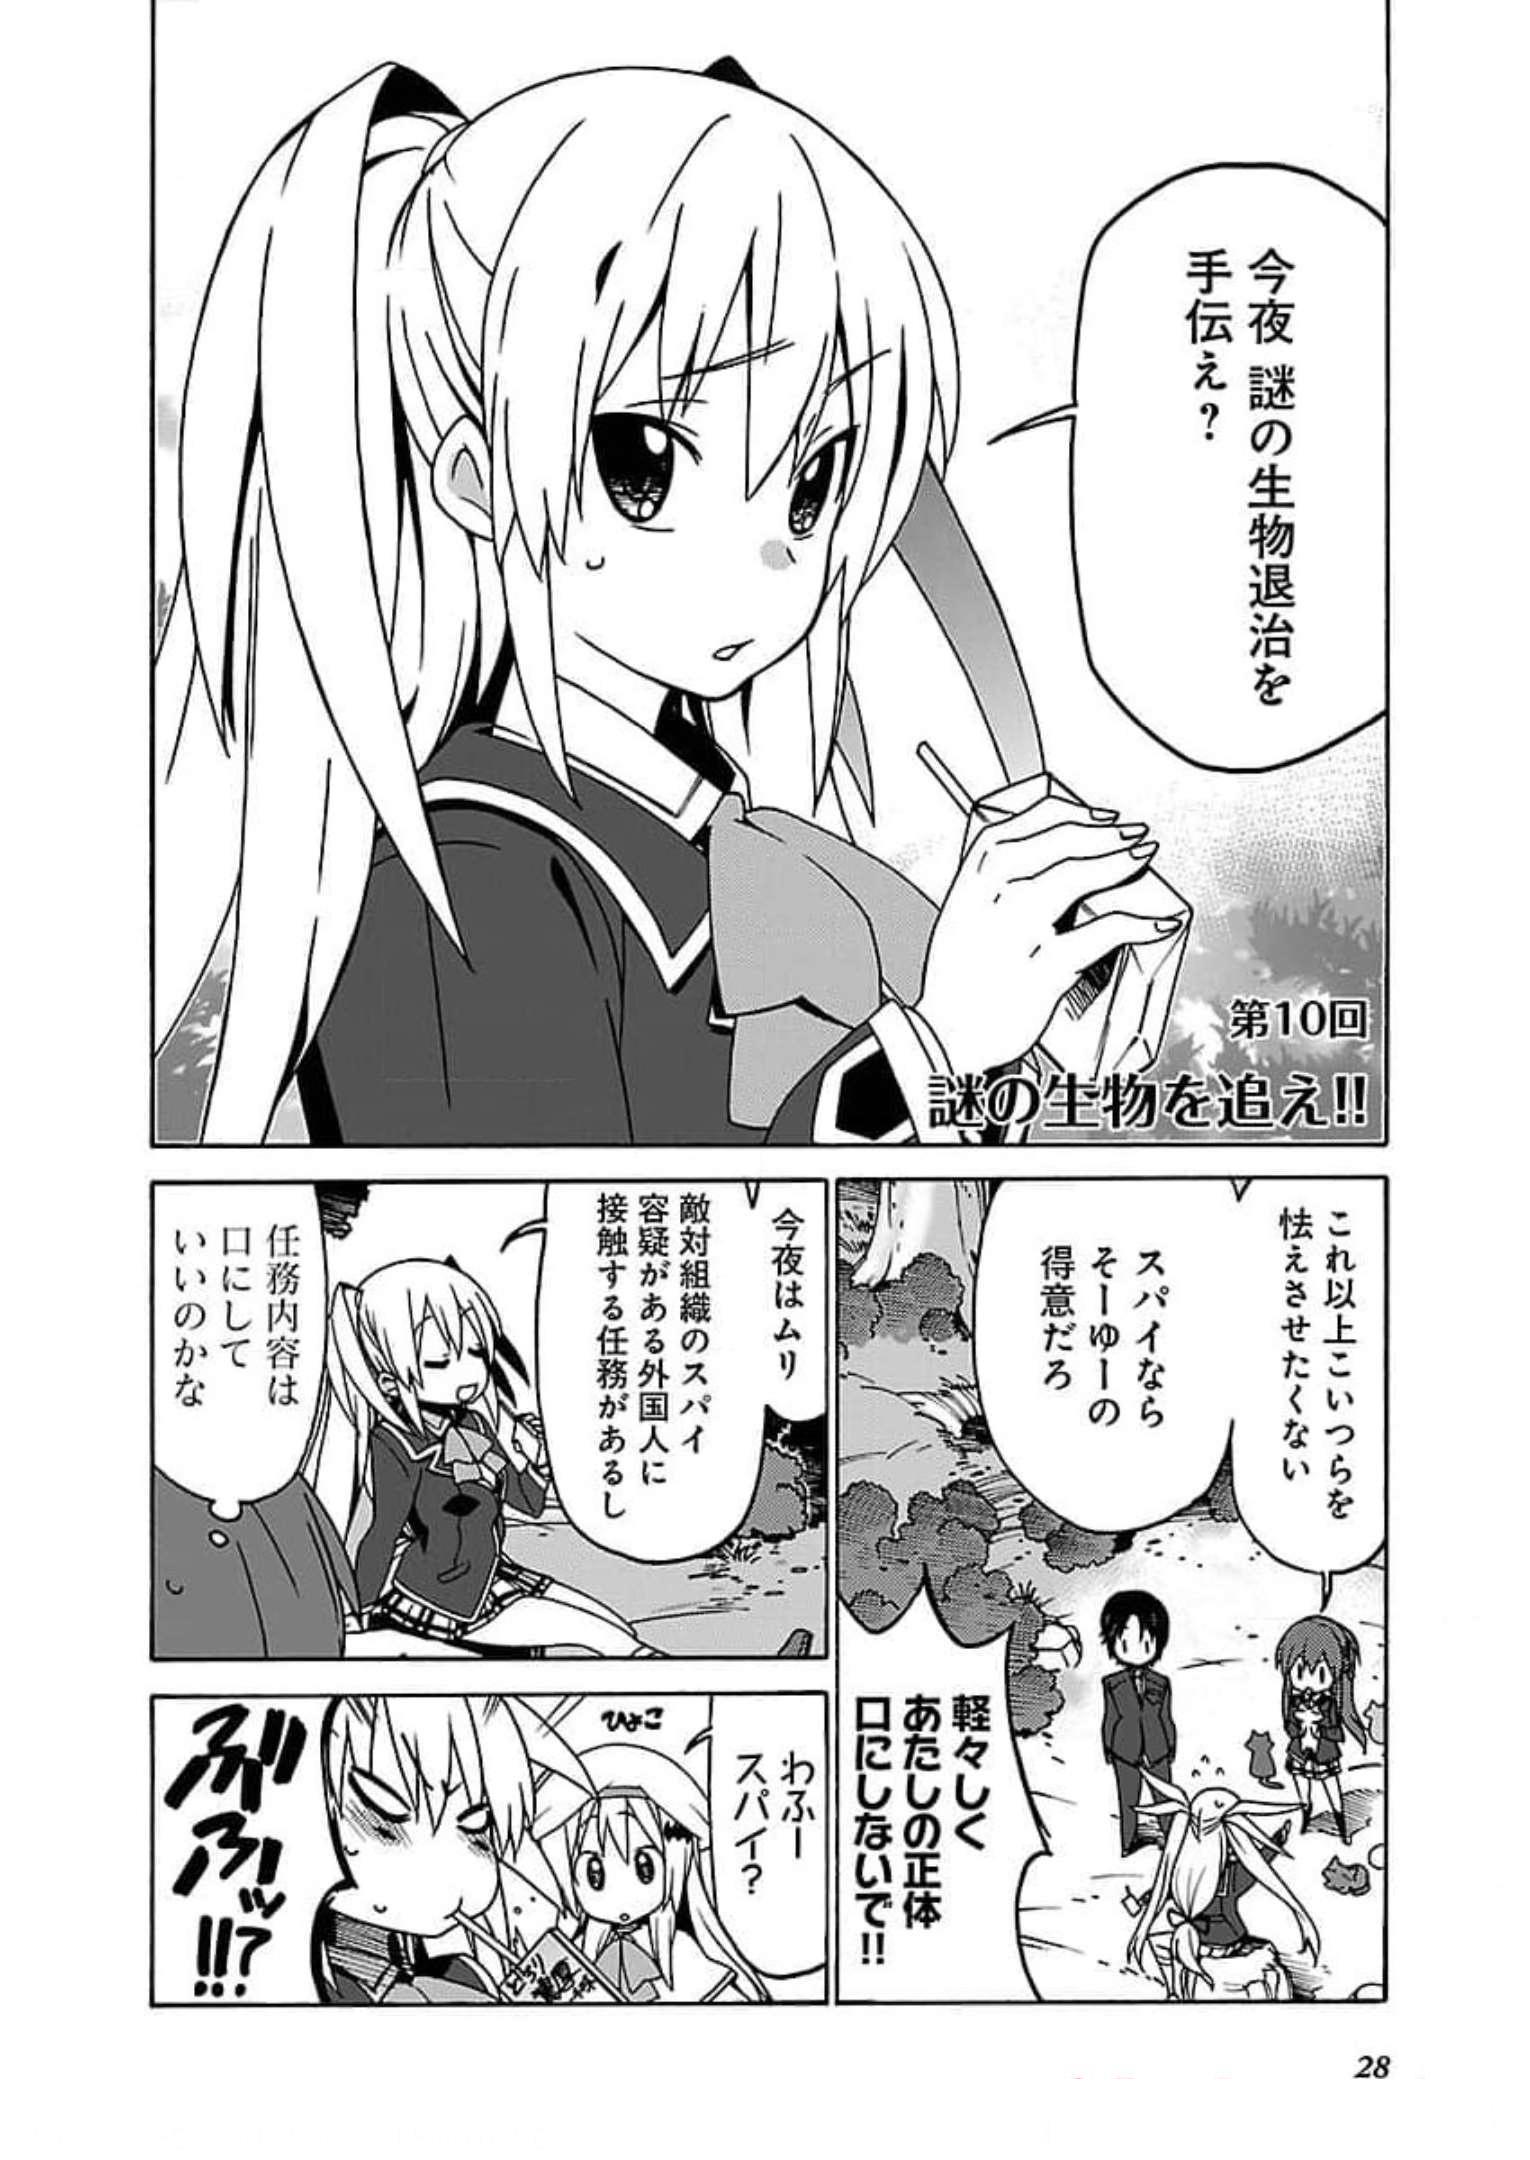 今夜 謎の生物退治を
手伝え?
第10回
謎の生物を追え!!
これ以上こいつらを
怯えさせたくない
スパイなら
そーゆーの
得意だろ
軽々しく
あたしの正体
口にしないで!!
今夜はムリ
敵対組織のスパイ
容疑がある外国人に
接触する任務があるし
任務内容は
口にして
いいのかな
わふー
スパイ?
ひょこ
ぶふぅッ!!?
28